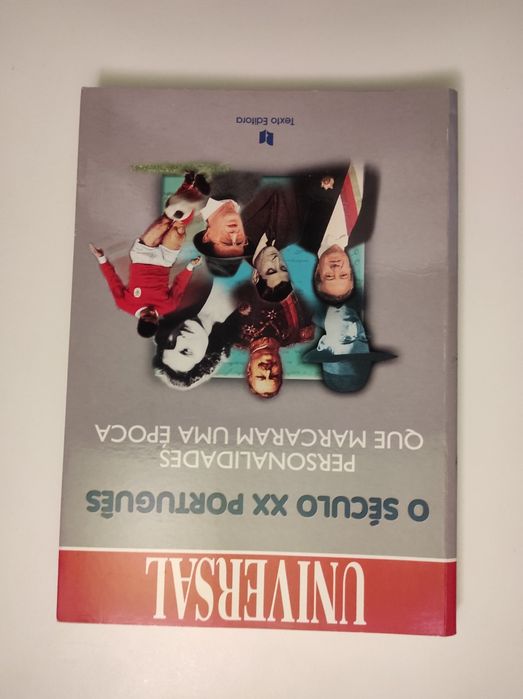 UNIVERSAL
O SÉCULO XX PORTUGUÊS
PERSONALIDADES
QUE MARCARAM UMA ÉPOCA
Texto Editora